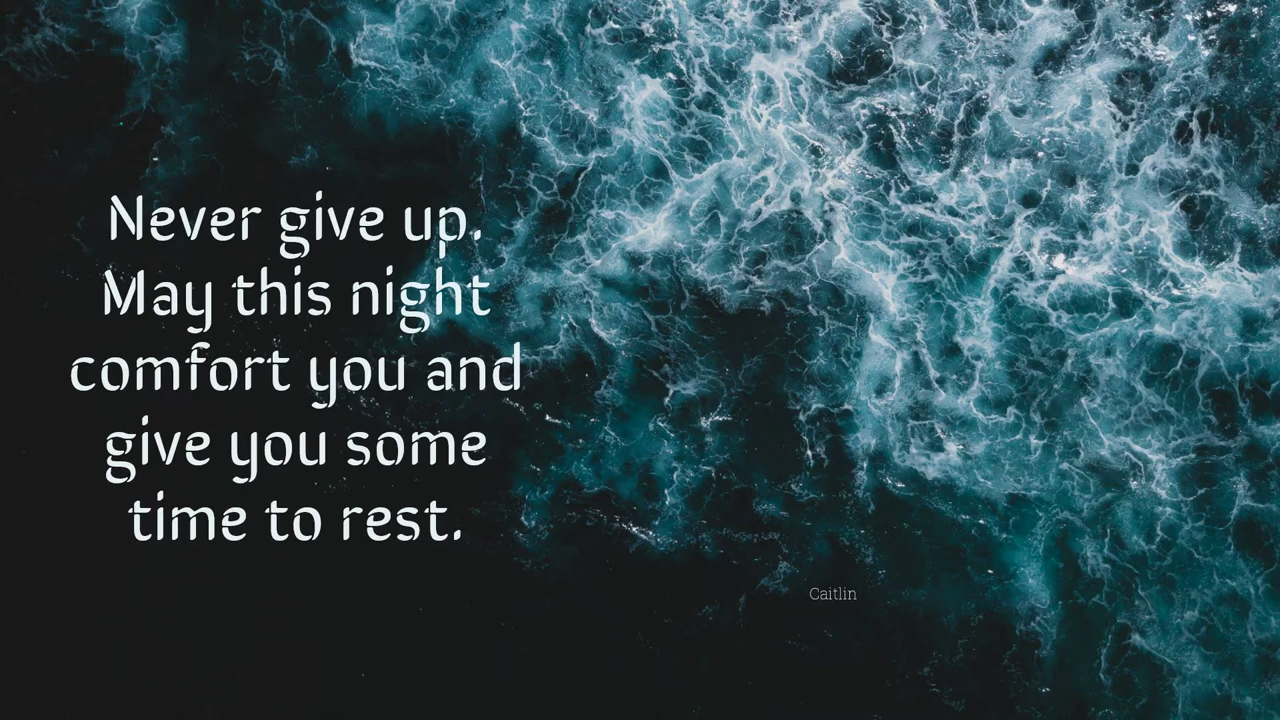 Never give up.
May this night
comfort you and
give you some
time to rest.
Caitlin